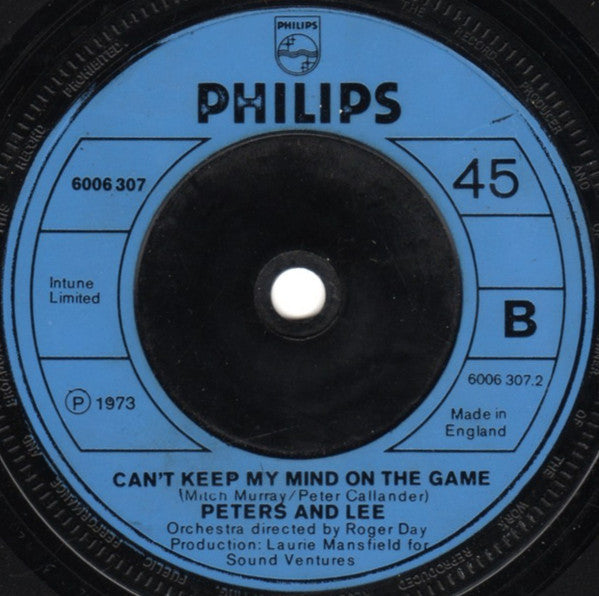 PHILIPS
PHILIPS
6006 307
45
Intune
Limited
B
6006 307.2
Ⓟ 1973
Made in
England
CAN'T KEEP MY MIND ON THE GAME
(Mitch Murray/Peter Callander)
PETERS AND LEE
Orchestra directed by Roger Day
Production: Laurie Mansfield for
Sound Ventures